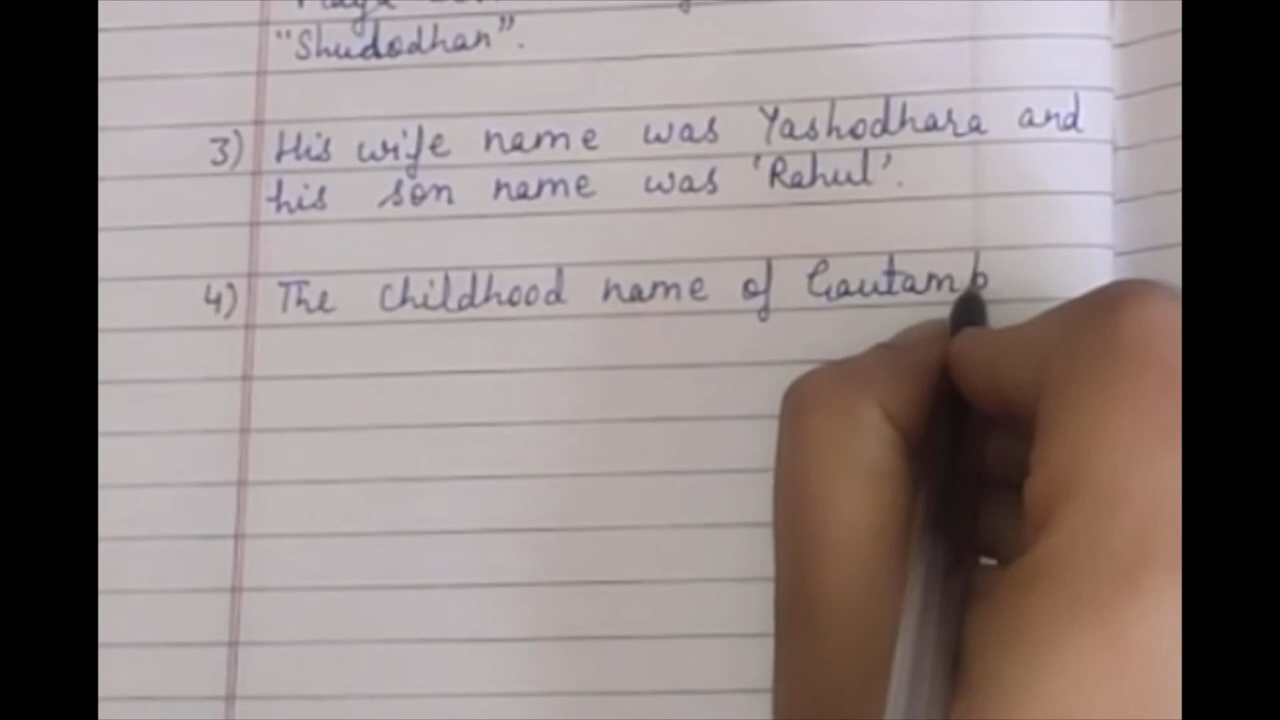 "Shudodhan".
3) His wife name was Yashodhara and
his son name was 'Rahul'.
4) The childhood name of Gautam b